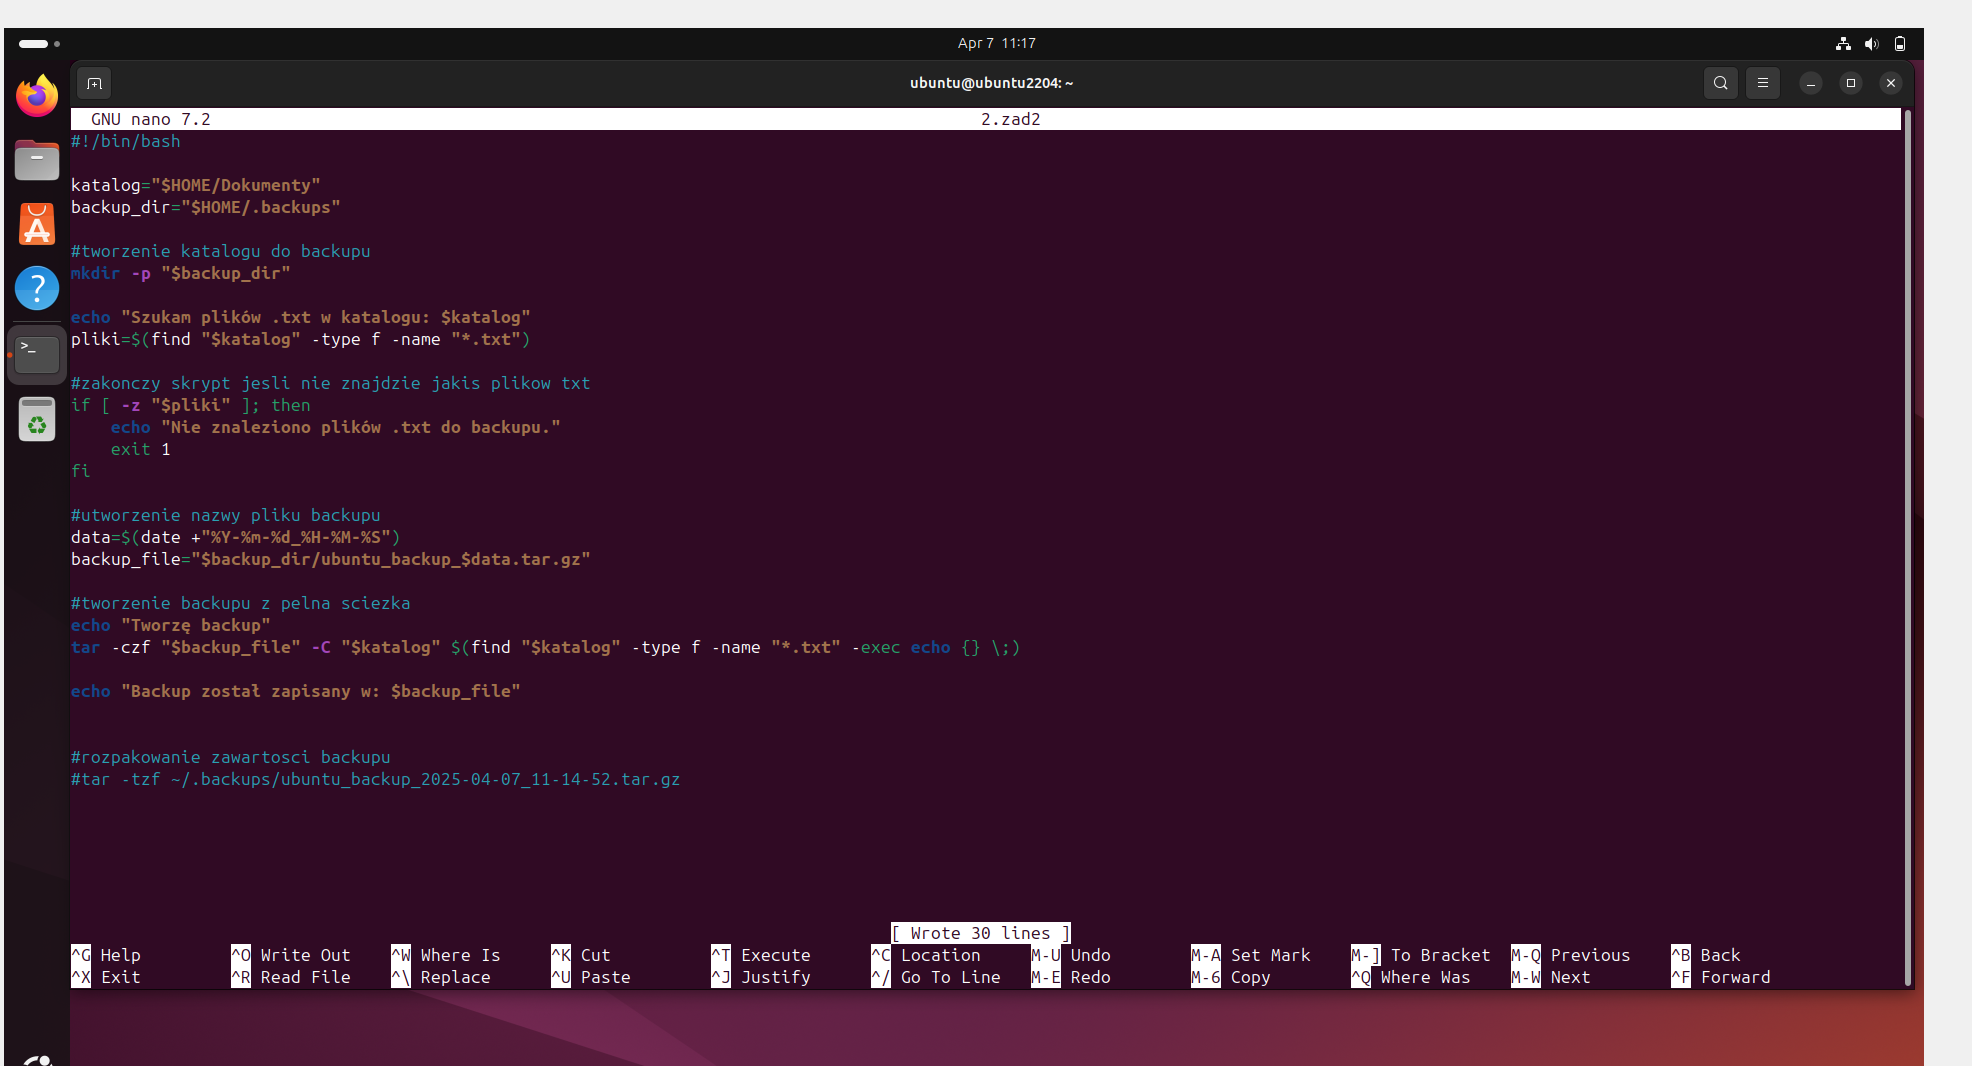 Apr 7 11:17
ubuntu@ubuntu2204: ~
GNU nano 7.2 2.zad2
#!/bin/bash
katalog="$HOME/Dokumenty"
backup_dir="$HOME/.backups"
#tworzenie katalogu do backupu
mkdir -p "$backup_dir"
echo "Szukam plików .txt w katalogu: $katalog"
pliki=$(find "$katalog" -type f -name "*.txt")
#zakonczy skrypt jesli nie znajdzie jakis plikow txt
if [ -z "$pliki" ]; then
    echo "Nie znaleziono plików .txt do backupu."
    exit 1
fi
#utworzenie nazwy pliku backupu
data=$(date +"%Y-%m-%d_%H-%M-%S")
backup_file="$backup_dir/ubuntu_backup_$data.tar.gz"
#tworzenie backupu z pelna sciezka
echo "Tworzę backup"
tar -czf "$backup_file" -C "$katalog" $(find "$katalog" -type f -name "*.txt" -exec echo {} \;)
echo "Backup został zapisany w: $backup_file"
#rozpakowanie zawartosci backupu
#tar -tzf ~/.backups/ubuntu_backup_2025-04-07_11-14-52.tar.gz
[ Wrote 30 lines ]
^G Help ^O Write Out ^W Where Is ^K Cut ^T Execute ^C Location M-U Undo M-A Set Mark M-] To Bracket M-Q Previous ^B Back
^X Exit ^R Read File ^\ Replace ^U Paste ^J Justify ^/ Go To Line M-E Redo M-6 Copy ^Q Where Was M-W Next ^F Forward